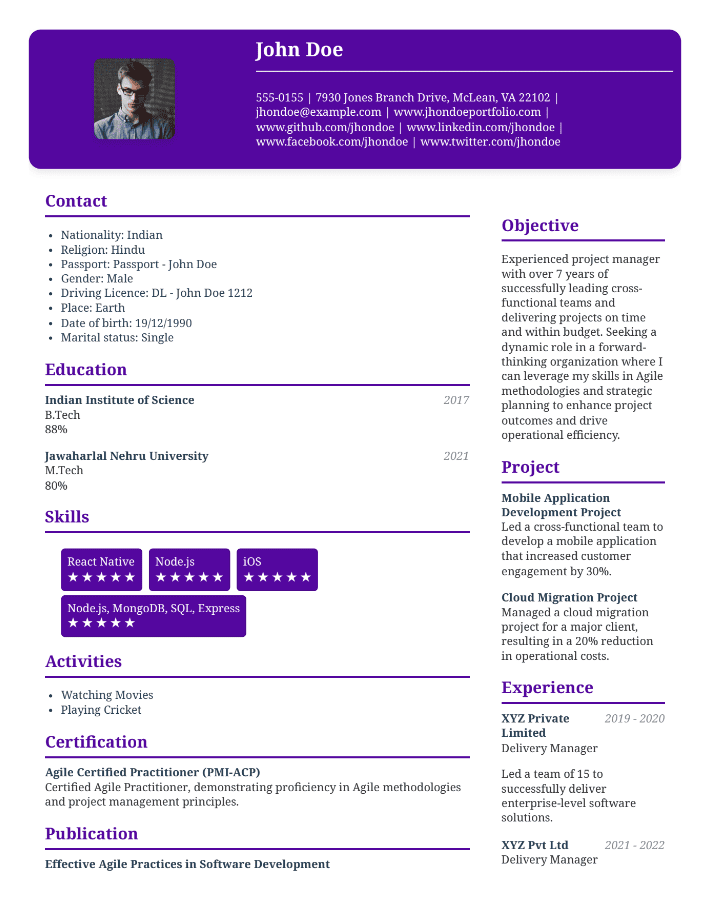 John Doe
555-0155 | 7930 Jones Branch Drive, McLean, VA 22102 |
jhondoe@example.com | www.jhondoeportfolio.com |
www.github.com/jhondoe | www.linkedin.com/jhondoe |
www.facebook.com/jhondoe | www.twitter.com/jhondoe
Contact
• Nationality: Indian
• Religion: Hindu
• Passport: Passport - John Doe
• Gender: Male
• Driving Licence: DL - John Doe 1212
• Place: Earth
• Date of birth: 19/12/1990
• Marital status: Single
Education
Indian Institute of Science 2017
B.Tech
88%
Jawaharlal Nehru University 2021
M.Tech
80%
Skills
React Native Node.js iOS
★★★★★ ★★★★★ ★★★★★
Node.js, MongoDB, SQL, Express
★★★★★
Activities
• Watching Movies
• Playing Cricket
Certification
Agile Certified Practitioner (PMI-ACP)
Certified Agile Practitioner, demonstrating proficiency in Agile methodologies
and project management principles.
Publication
Effective Agile Practices in Software Development
Objective
Experienced project manager
with over 7 years of
successfully leading cross-
functional teams and
delivering projects on time
and within budget. Seeking a
dynamic role in a forward-
thinking organization where I
can leverage my skills in Agile
methodologies and strategic
planning to enhance project
outcomes and drive
operational efficiency.
Project
Mobile Application
Development Project
Led a cross-functional team to
develop a mobile application
that increased customer
engagement by 30%.
Cloud Migration Project
Managed a cloud migration
project for a major client,
resulting in a 20% reduction
in operational costs.
Experience
XYZ Private 2019 - 2020
Limited
Delivery Manager
Led a team of 15 to
successfully deliver
enterprise-level software
solutions.
XYZ Pvt Ltd 2021 - 2022
Delivery Manager